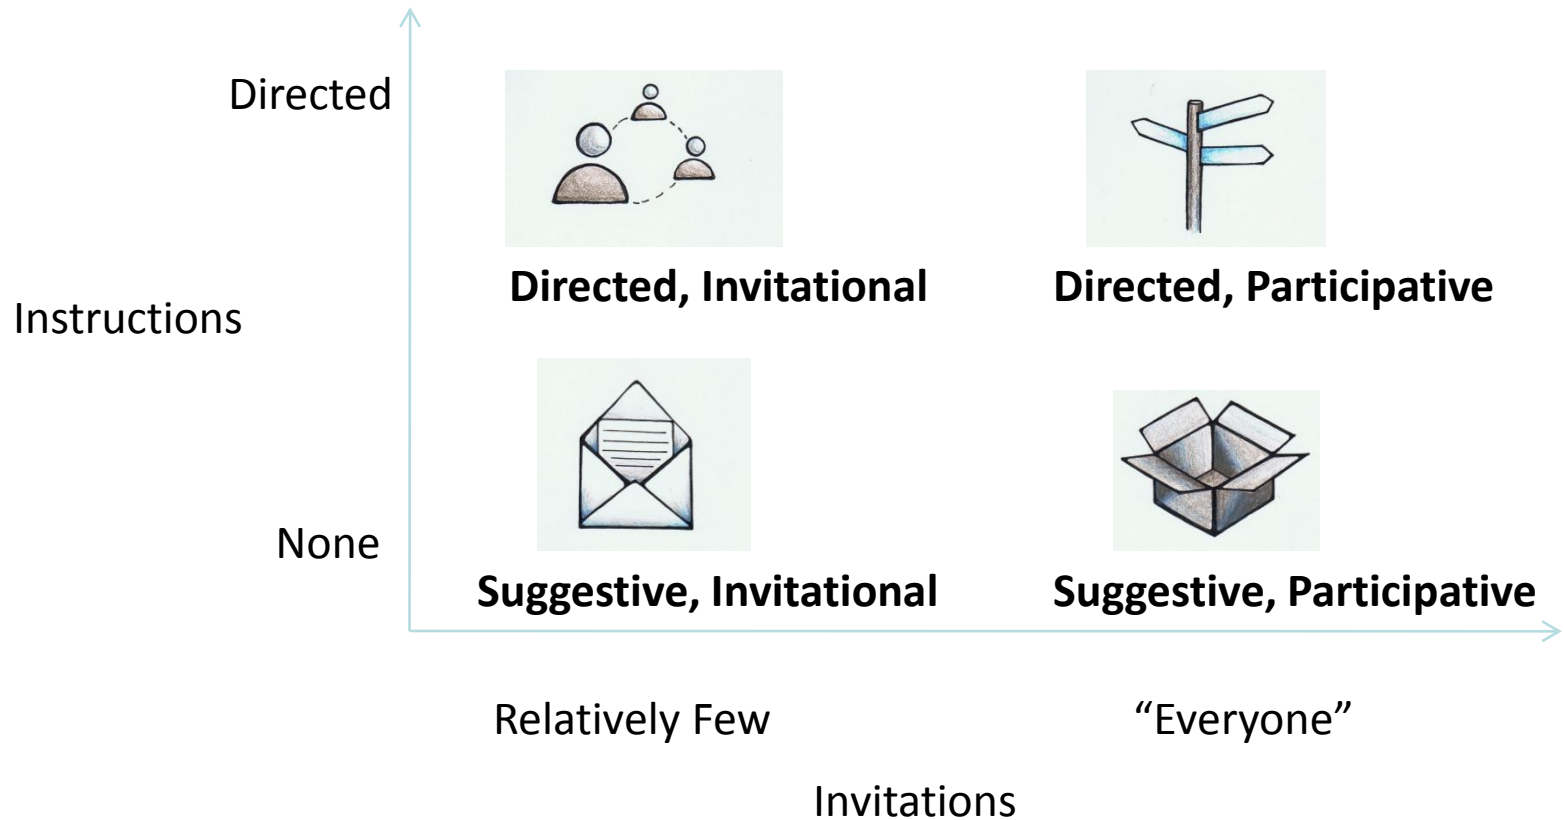 Directed
Directed, Invitational
Directed, Participative
Instructions
None
Suggestive, Invitational
Suggestive, Participative
Relatively Few
“Everyone”
Invitations